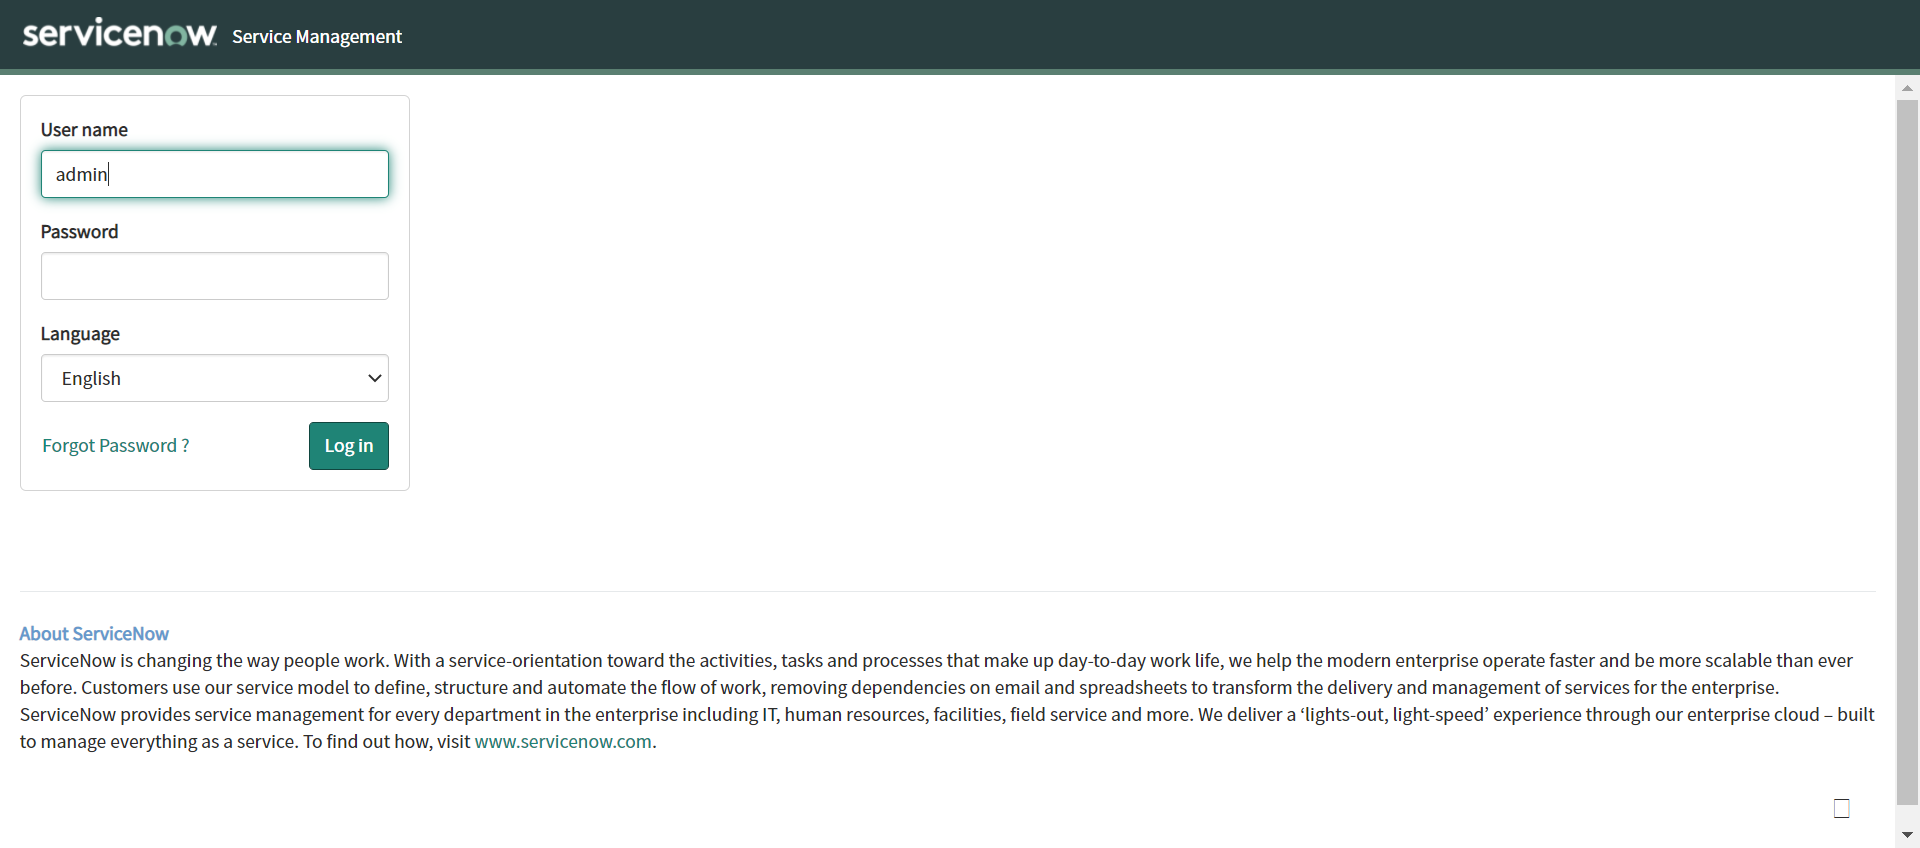 servicenow Service Management
User name
admin
Password
Language
English
Forgot Password ?
Log in
About ServiceNow
ServiceNow is changing the way people work. With a service-orientation toward the activities, tasks and processes that make up day-to-day work life, we help the modern enterprise operate faster and be more scalable than ever
before. Customers use our service model to define, structure and automate the flow of work, removing dependencies on email and spreadsheets to transform the delivery and management of services for the enterprise.
ServiceNow provides service management for every department in the enterprise including IT, human resources, facilities, field service and more. We deliver a ‘lights-out, light-speed’ experience through our enterprise cloud – built
to manage everything as a service. To find out how, visit www.servicenow.com.